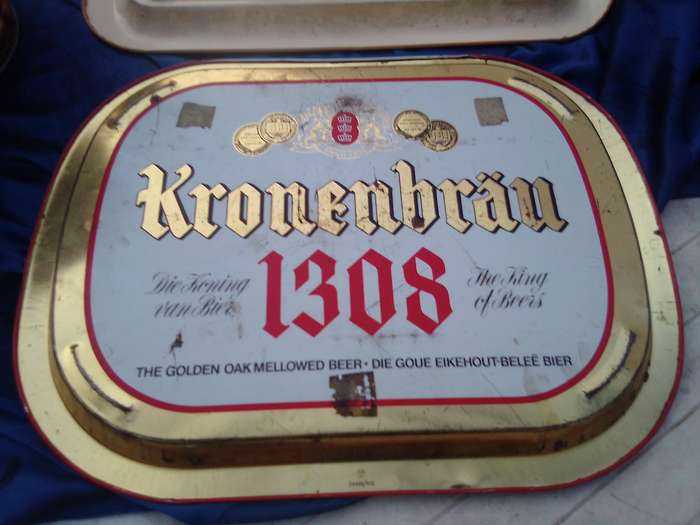 Kronenbräu
1308
Die Koning
van Bier
The King
of Beers
THE GOLDEN OAK MELLOWED BEER • DIE GOUE EIKEHOUT-BELEË BIER